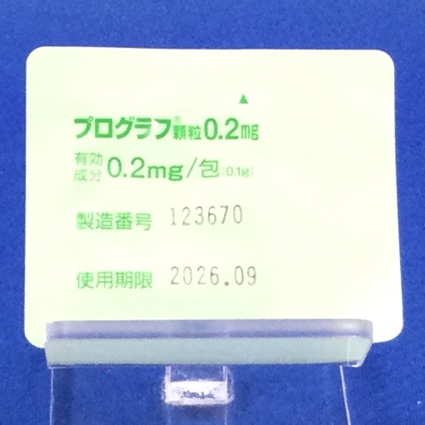 ▲
プログラフ®顆粒0.2mg
有効成分 0.2mg/包(0.1g)
製造番号 123670
使用期限 2026.09